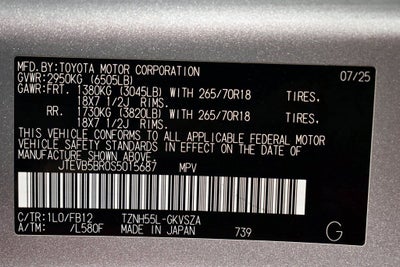 MFD. BY: TOYOTA MOTOR CORPORATION 07/25
GVWR: 2950KG (6505LB)
GAWR: FRT. 1380KG (3045LB) WITH 265/70R18 TIRES,
18X7 1/2J RIMS.
RR. 1730KG (3820LB) WITH 265/70R18 TIRES,
18X7 1/2J RIMS.
THIS VEHICLE CONFORMS TO ALL APPLICABLE FEDERAL MOTOR
VEHICLE SAFETY STANDARDS IN EFFECT ON THE DATE OF
MANUFACTURE SHOWN ABOVE.
JTEVB5BR0S5015687 MPV
C/TR: 1L0/FB12 TZNH55L-GKVSZA
A/TM: /L580F MADE IN JAPAN 739 G